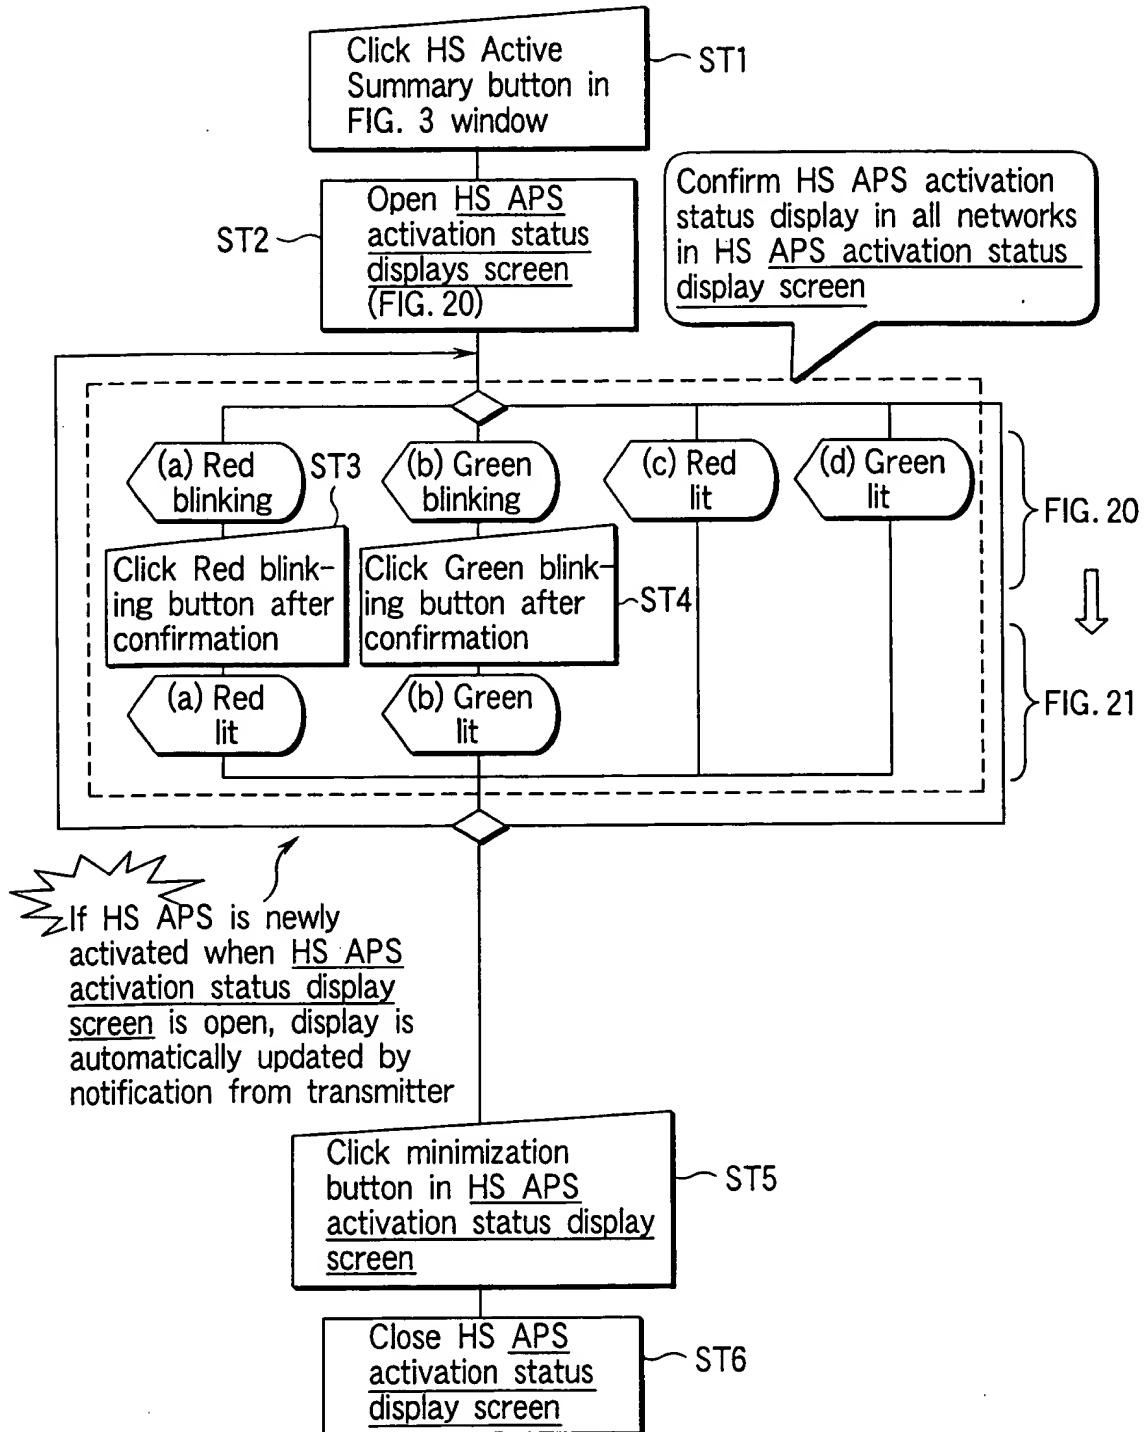 Click HS Active
Summary button in
FIG. 3 window
ST1
Open HS APS
activation status
displays screen
(FIG. 20)
ST2
Confirm HS APS activation
status display in all networks
in HS APS activation status
display screen
(a) Red
blinking
ST3
(b) Green
blinking
(c) Red
lit
(d) Green
lit
FIG. 20
Click Red blink-
ing button after
confirmation
Click Green blink-
ing button after
confirmation
ST4
(a) Red
lit
(b) Green
lit
FIG. 21
If HS APS is newly
activated when HS APS
activation status display
screen is open, display is
automatically updated by
notification from transmitter
Click minimization
button in HS APS
activation status display
screen
ST5
Close HS APS
activation status
display screen
ST6